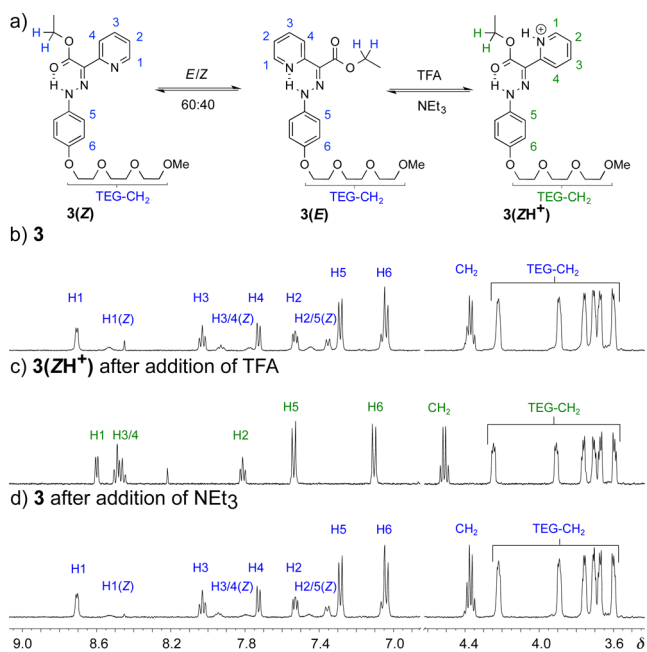 a)
3
4 2
H H O N 1
O N
H N
5
6
O O O O OMe
TEG-CH₂
3(Z)
E/Z
60:40
3
2 4 O H H
1 N O
H N
N
5
6
O O O O OMe
TEG-CH₂
3(E)
TFA
NEt₃
H H O H N + 1
2
O 3
H N 4
N
5
6
O O O O OMe
TEG-CH₂
3(ZH⁺)
b) 3
H1 H1(Z) H3 H3/4(Z) H4 H2 H2/5(Z) H5 H6 CH₂ TEG-CH₂
c) 3(ZH⁺) after addition of TFA
H1 H3/4 H2 H5 H6 CH₂ TEG-CH₂
d) 3 after addition of NEt₃
H1 H1(Z) H3 H3/4(Z) H4 H2 H2/5(Z) H5 H6 CH₂ TEG-CH₂
9.0 8.6 8.2 7.8 7.4 7.0 4.4 4.0 3.6 δ